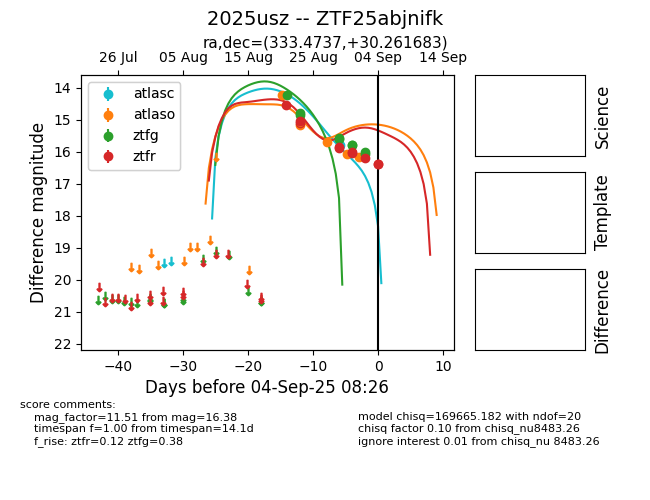 2025usz -- ZTF25abjnifk
ra,dec=(333.4737,+30.261683)
26 Jul 05 Aug 15 Aug 25 Aug 04 Sep 14 Sep
atlasc
atlaso
ztfg
ztfr
14
15
16
17
18
19
20
21
22
Difference magnitude
−40 −30 −20 −10 0 10
Days before 04-Sep-25 08:26
Science
Template
Difference
score comments:
mag_factor=11.51 from mag=16.38
timespan f=1.00 from timespan=14.1d
f_rise: ztfr=0.12 ztfg=0.38
model chisq=169665.182 with ndof=20
chisq factor 0.10 from chisq_nu8483.26
ignore interest 0.01 from chisq_nu 8483.26